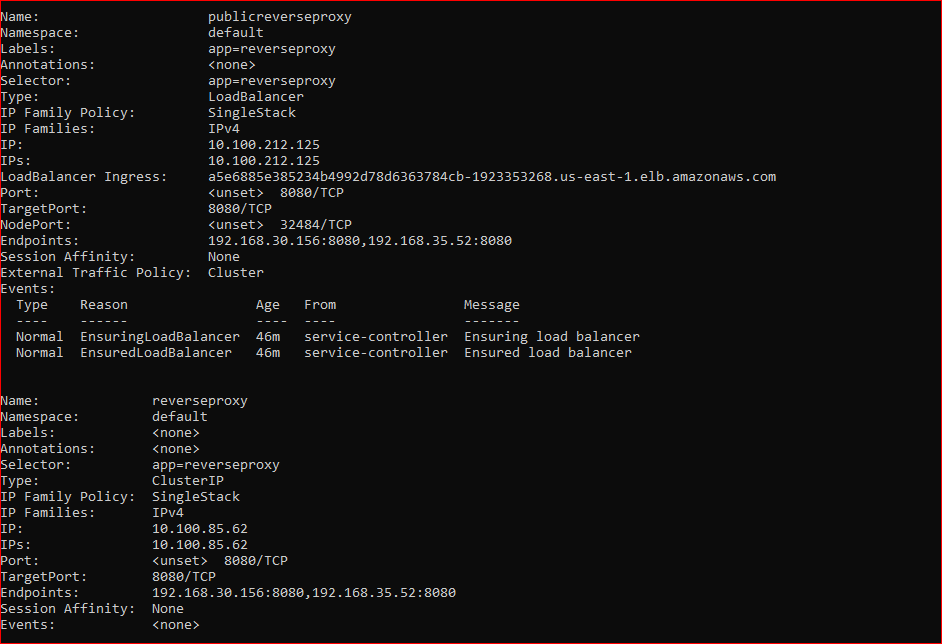 Name:                     publicreverseproxy
Namespace:                default
Labels:                   app=reverseproxy
Annotations:              <none>
Selector:                 app=reverseproxy
Type:                     LoadBalancer
IP Family Policy:         SingleStack
IP Families:              IPv4
IP:                       10.100.212.125
IPs:                      10.100.212.125
LoadBalancer Ingress:     a5e6885e385234b4992d78d6363784cb-1923353268.us-east-1.elb.amazonaws.com
Port:                     <unset>  8080/TCP
TargetPort:               8080/TCP
NodePort:                 <unset>  32484/TCP
Endpoints:                192.168.30.156:8080,192.168.35.52:8080
Session Affinity:         None
External Traffic Policy:  Cluster
Events:
  Type    Reason                Age   From                Message
  ----    ------                ----  ----                -------
  Normal  EnsuringLoadBalancer  46m   service-controller  Ensuring load balancer
  Normal  EnsuredLoadBalancer   46m   service-controller  Ensured load balancer
Name:              reverseproxy
Namespace:         default
Labels:            <none>
Annotations:       <none>
Selector:          app=reverseproxy
Type:              ClusterIP
IP Family Policy:  SingleStack
IP Families:       IPv4
IP:                10.100.85.62
IPs:               10.100.85.62
Port:              <unset>  8080/TCP
TargetPort:        8080/TCP
Endpoints:         192.168.30.156:8080,192.168.35.52:8080
Session Affinity:  None
Events:            <none>